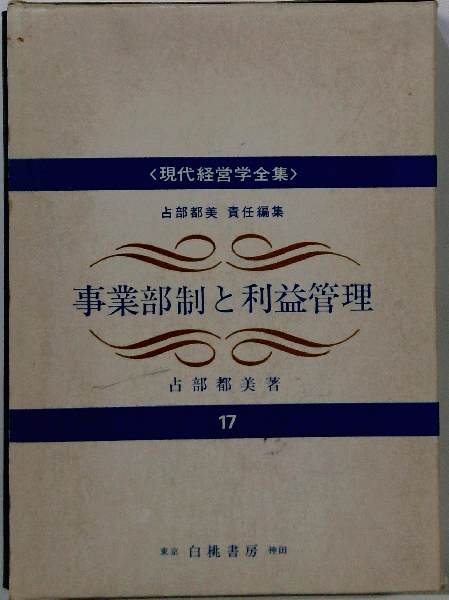 〈現代経営学全集〉
占部都美 責任編集
事業部制と利益管理
占部都美著
17
東京 白桃書房 神田